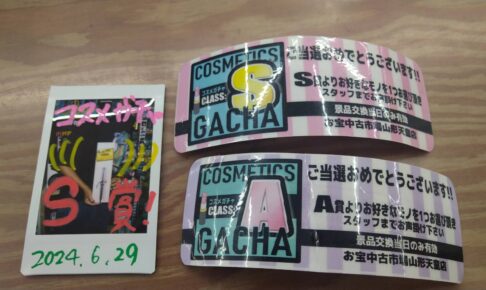 コスメガチャ
S賞！
2024.6.29
COSMETICS
コスメガチャ
CLASS
S
GACHA
ご当選おめでとうございます!!
S賞よりお好きなモノを1つお選び頂き
スタッフまでお声掛け下さい
景品交換当日のみ有効
お宝中古市場山形天童店
COSMETICS
コスメガチャ
CLASS
A
GACHA
ご当選おめでとうございます!!
A賞よりお好きなモノを1つお選び頂き
スタッフまでお声掛け下さい
景品交換当日のみ有効
お宝中古市場山形天童店